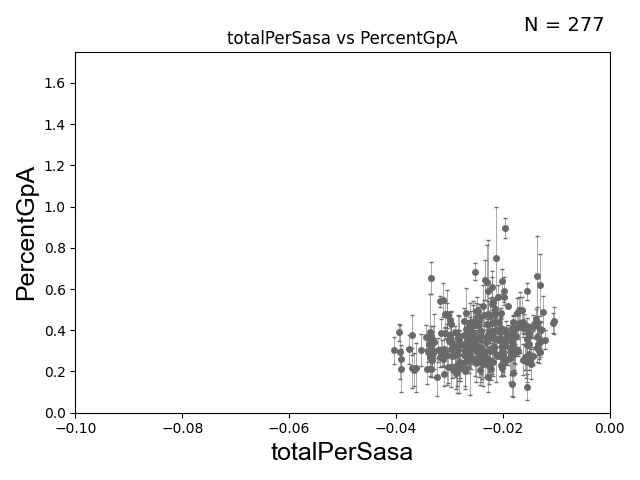 N = 277
totalPerSasa vs PercentGpA
PercentGpA
1.6
1.4
1.2
1.0
0.8
0.6
0.4
0.2
0.0
−0.10 −0.08 −0.06 −0.04 −0.02 0.00
totalPerSasa